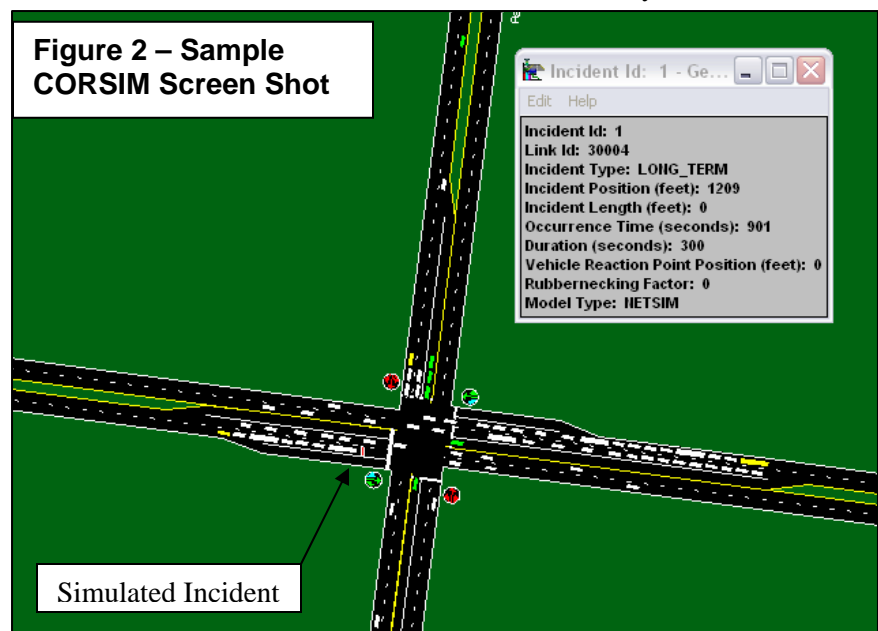 Figure 2 – Sample
CORSIM Screen Shot
Incident Id: 1 - Ge...
Edit Help
Incident Id: 1
Link Id: 30004
Incident Type: LONG_TERM
Incident Position (feet): 1209
Incident Length (feet): 0
Occurrence Time (seconds): 901
Duration (seconds): 300
Vehicle Reaction Point Position (feet): 0
Rubbernecking Factor: 0
Model Type: NETSIM
Simulated Incident